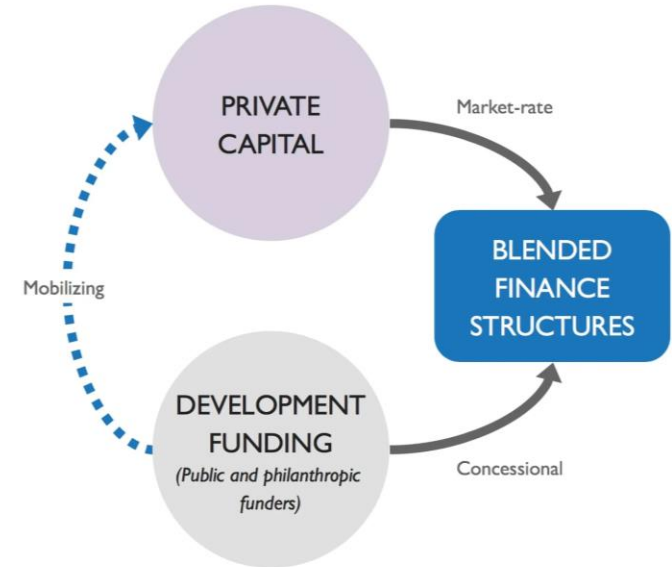 PRIVATE
CAPITAL
Market-rate
BLENDED
FINANCE
STRUCTURES
Mobilizing
DEVELOPMENT
FUNDING
(Public and philanthropic
funders)
Concessional